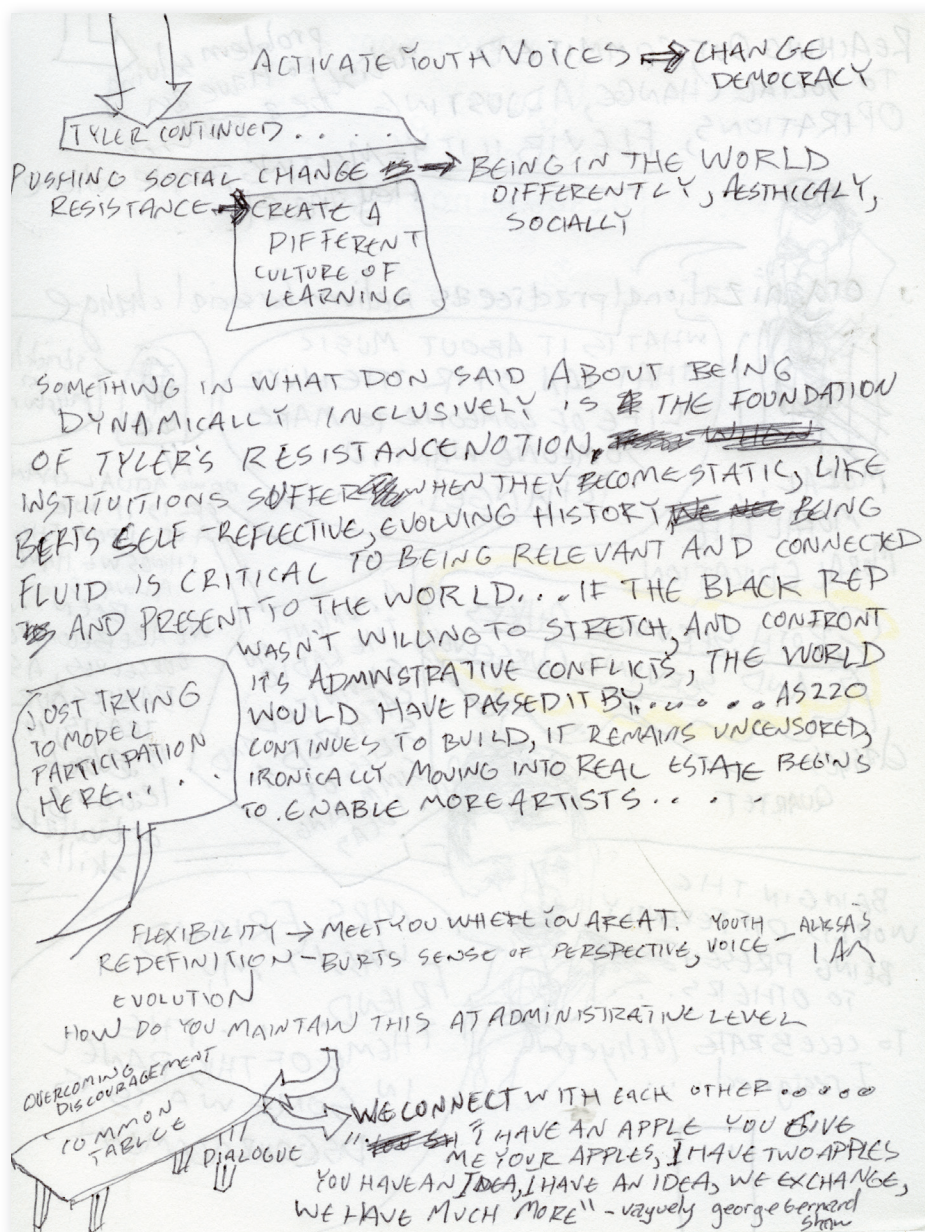 ACTIVATE YOUTH VOICES → CHANGE
DEMOCRACY
TYLER CONTINUED . . . .
PUSHING SOCIAL CHANGE → BEING IN THE WORLD
DIFFERENTLY, AESTHICALY,
SOCIALLY
RESISTANCE → CREATE A
DIFFERENT
CULTURE OF
LEARNING
SOMETHING IN WHAT DON SAID ABOUT BEING
DYNAMICALLY INCLUSIVELY IS THE FOUNDATION
OF TYLER'S RESISTANCE NOTION,
INSTITUITIONS SUFFER WHEN THEY BECOME STATIC, LIKE
BERTS SELF REFLECTIVE, EVOLVING HISTORY BEING
FLUID IS CRITICAL TO BEING RELEVANT AND CONNECTED
AND PRESENT TO THE WORLD.... IF THE BLACK REP
WASN'T WILLING TO STRETCH, AND CONFRONT
ITS ADMINSTRATIVE CONFLICTS, THE WORLD
WOULD HAVE PASSED IT BY........ AS220
CONTINUES TO BUILD, IT REMAINS UNCENSORED,
IRONICALLY MOVING INTO REAL ESTATE BEGINS
TO ENABLE MORE ARTISTS . . .
JUST TRYING
TO MODEL
PARTICIPATION
HERE. . .
FLEXIBILITY → MEET YOU WHERE YOU ARE AT. YOUTH - ALYSSA'S
REDEFINITION - BURTS SENSE OF PERSPECTIVE, VOICE I AM
EVOLUTION
HOW DO YOU MAINTAIN THIS AT ADMINISTRATIVE LEVEL
OVERCOMING
DISCOURAGEMENT
COMMON
TABLE
DIALOGUE
WE CONNECT WITH EACH OTHER . . . . .
"I HAVE AN APPLE YOU GIVE
ME YOUR APPLES, I HAVE TWO APPLES
YOU HAVE AN IDEA, I HAVE AN IDEA, WE EXCHANGE,
WE HAVE MUCH MORE" - vaguely george bernard
Shaw